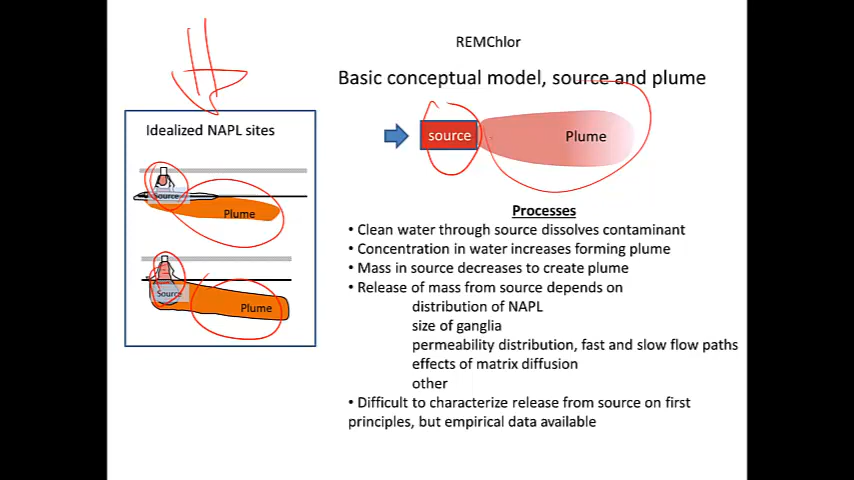 REMChlor
Basic conceptual model, source and plume
Idealized NAPL sites
Source
Plume
Source
Plume
source
Plume
Processes
• Clean water through source dissolves contaminant
• Concentration in water increases forming plume
• Mass in source decreases to create plume
• Release of mass from source depends on
distribution of NAPL
size of ganglia
permeability distribution, fast and slow flow paths
effects of matrix diffusion
other
• Difficult to characterize release from source on first
principles, but empirical data available